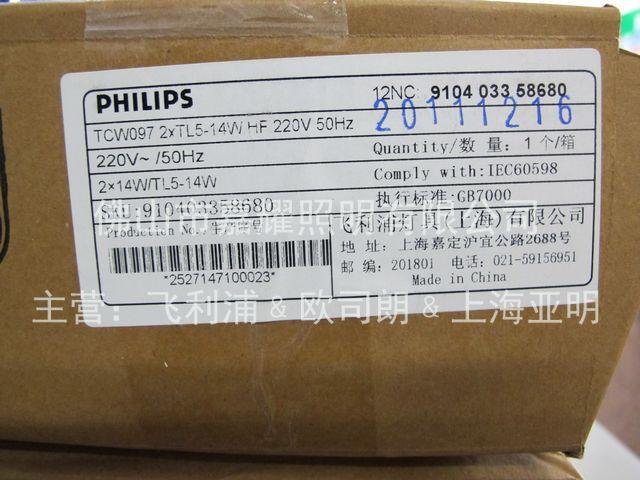 PHILIPS
12NC: 9104 033 58680
TCW097 2xTL5-14W HF 220V 50Hz
20111216
220V~ /50Hz
Quantity/数 量: 1 个/箱
2×14W/TL5-14W
Comply with:IEC60598
SKU:910403358680
执行标准:GB7000
Production No. 生产序号
飞利浦灯具(上海)有限公司
地 址: 上海嘉定沪宜公路2688号
*2527147100023*
邮 编: 201801 电话: 021-59156951
Made in China
主营: 飞利浦 & 欧司朗 & 上海亚明